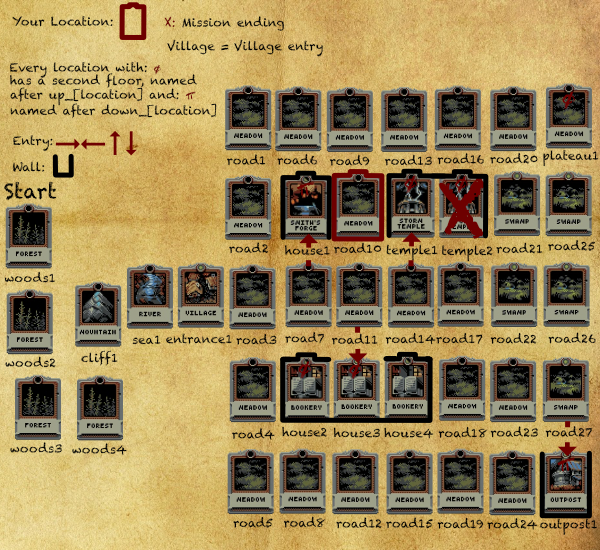 Your Location:
X: Mission ending
Village = Village entry
Every location with: ϕ
has a second floor, named
after up_[location] and: π
named after down_[location]
Entry:
Wall:
Start
MEADOW MEADOW MEADOW MEADOW MEADOW MEADOW MEADOW
road1 road6 road9 road13 road16 road20 plateau1
FOREST
woods1
MEADOW SMITH'S FORGE MEADOW STORM TEMPLE SWAMP SWAMP
road2 house1 road10 temple1 temple2 road21 road25
FOREST MOUNTAIN RIVER VILLAGE MEADOW MEADOW MEADOW MEADOW MEADOW SWAMP SWAMP
woods2 cliff1 sea1 entrance1 road3 road7 road11 road14 road17 road22 road26
FOREST FOREST MEADOW BOOKERY BOOKERY BOOKERY MEADOW MEADOW SWAMP
woods3 woods4 road4 house2 house3 house4 road18 road23 road27
MEADOW MEADOW MEADOW MEADOW MEADOW MEADOW OUTPOST
road5 road8 road12 road15 road19 road24 outpost1